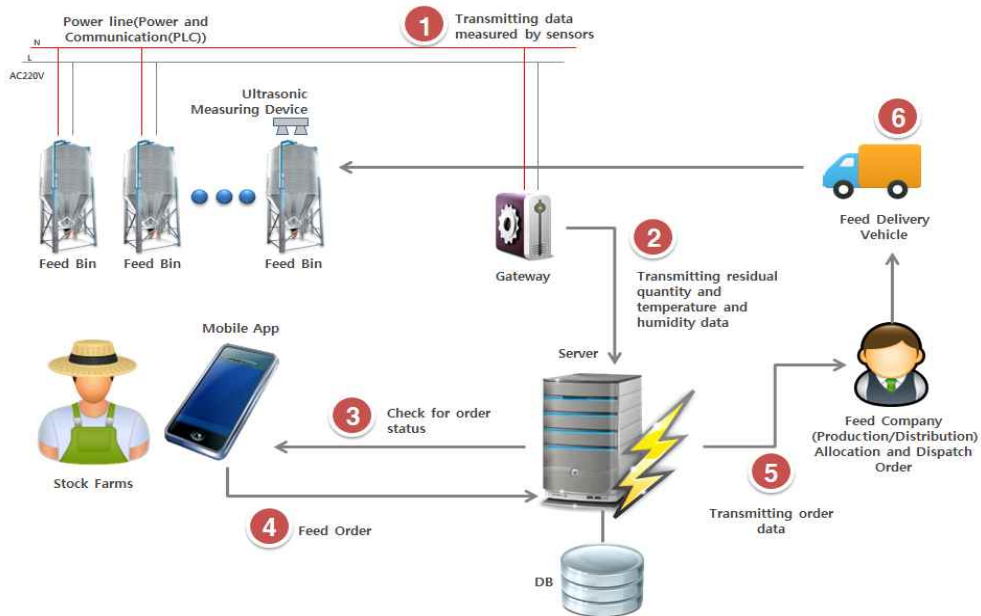 Power line(Power and
Communication(PLC))
1
Transmitting data
measured by sensors
N
L
AC220V
Ultrasonic
Measuring Device
6
Feed Bin
Feed Bin
Feed Bin
Gateway
2
Transmitting residual
quantity and
temperature and
humidity data
Feed Delivery
Vehicle
Mobile App
Server
3
Check for order
status
Stock Farms
4
Feed Order
5
Transmitting order
data
Feed Company
(Production/Distribution)
Allocation and Dispatch
Order
DB